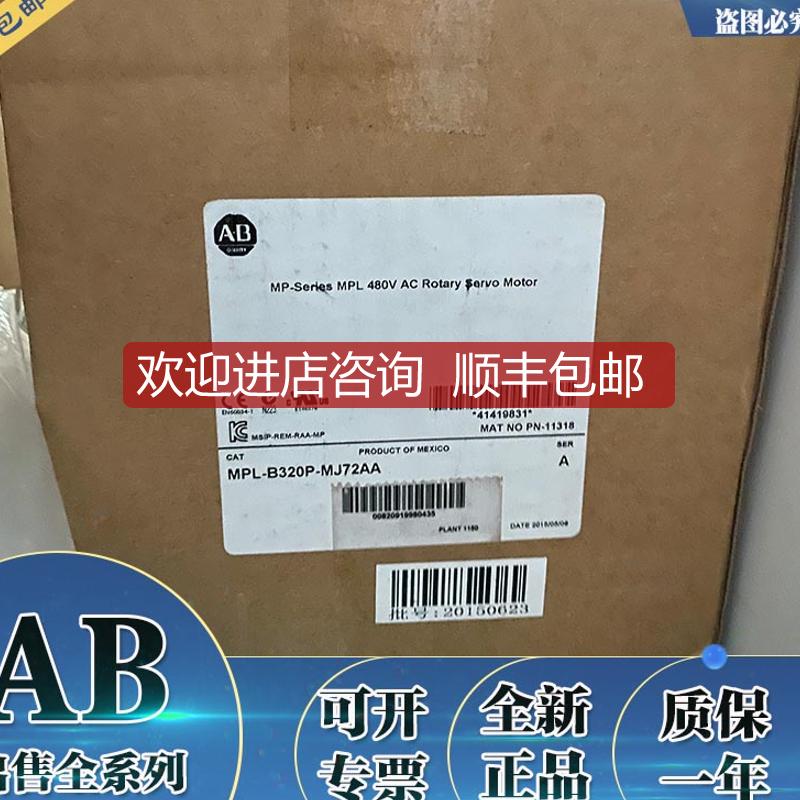 包邮
盗图必究
AB
MP-Series MPL 480V AC Rotary Servo Motor
欢迎进店咨询 顺丰包邮
*41419831*
MAT NO PN-11318
MSIP-REM-RAA-MP
PRODUCT OF MEXICO
CAT
SER
MPL-B320P-MJ72AA
A
00820919980435
PLANT 1180
DATE 2015/05/06
批号:20150623
AB
出售全系列
可开
专票
全新
正品
质保
一年